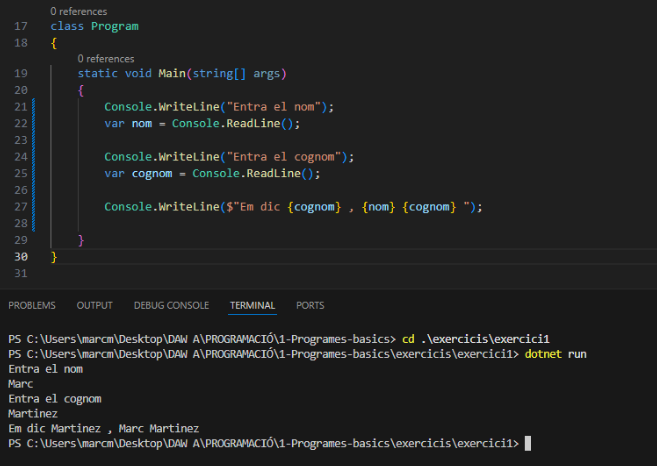 0 references
17 class Program
18 {
0 references
19 static void Main(string[] args)
20 {
21 Console.WriteLine("Entra el nom");
22 var nom = Console.ReadLine();
23
24 Console.WriteLine("Entra el cognom");
25 var cognom = Console.ReadLine();
26
27 Console.WriteLine($"Em dic {cognom} , {nom} {cognom} ");
28
29 }
30 }
31
PROBLEMS OUTPUT DEBUG CONSOLE TERMINAL PORTS
PS C:\Users\marcm\Desktop\DAW A\PROGRAMACIÓ\1-Programes-basics> cd .\exercicis\exercici1
PS C:\Users\marcm\Desktop\DAW A\PROGRAMACIÓ\1-Programes-basics\exercicis\exercici1> dotnet run
Entra el nom
Marc
Entra el cognom
Martinez
Em dic Martinez , Marc Martinez
PS C:\Users\marcm\Desktop\DAW A\PROGRAMACIÓ\1-Programes-basics\exercicis\exercici1>